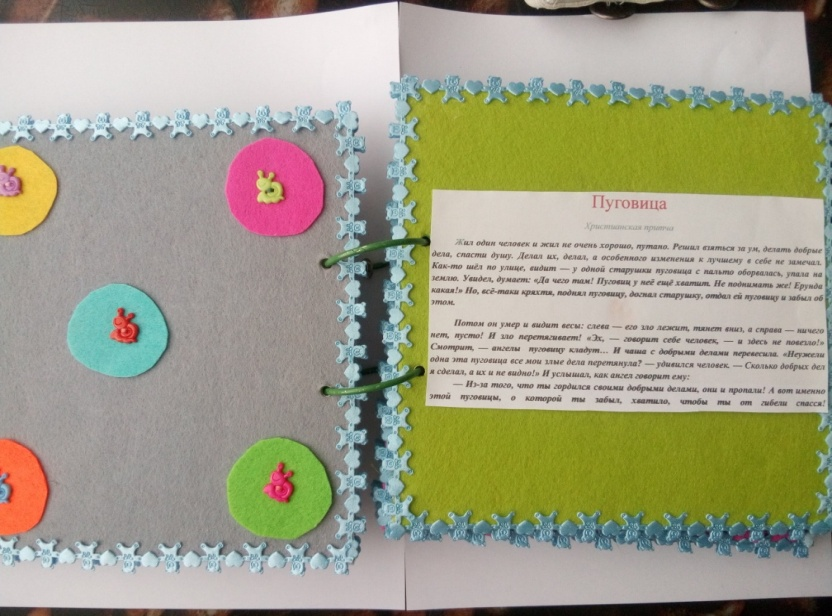 Пуговица
Христианская притча
Жил один человек и жил не очень хорошо, путано. Решил взяться за ум, делать добрые
дела, спасти душу. Делал их, делал, а особенного изменения к лучшему в себе не замечал.
Как-то шёл по улице, видит — у одной старушки пуговица с пальто оборвалась, упала на
землю. Увидел, думает: «Да чего там! Пуговиц у неё ещё хватит. Не поднимать же! Ерунда
какая!» Но, всё-таки кряхтя, поднял пуговицу, догнал старушку, отдал ей пуговицу и забыл об
этом.
Потом он умер и видит весы: слева — его зло лежит, тянет вниз, а справа — ничего
нет, пусто! И зло перетягивает! «Эх, — говорит себе человек, — и здесь не повезло!»
Смотрит, — ангелы пуговицу кладут… И чаша с добрыми делами перевесила. «Неужели
одна эта пуговица все мои злые дела перетянула? — удивился человек. — Сколько добрых дел
я сделал, а их и не видно!» И услышал, как ангел говорит ему:
— Из-за того, что ты гордился своими добрыми делами, они и пропали! А вот именно
этой пуговицы, о которой ты забыл, хватило, чтобы ты от гибели спасся!